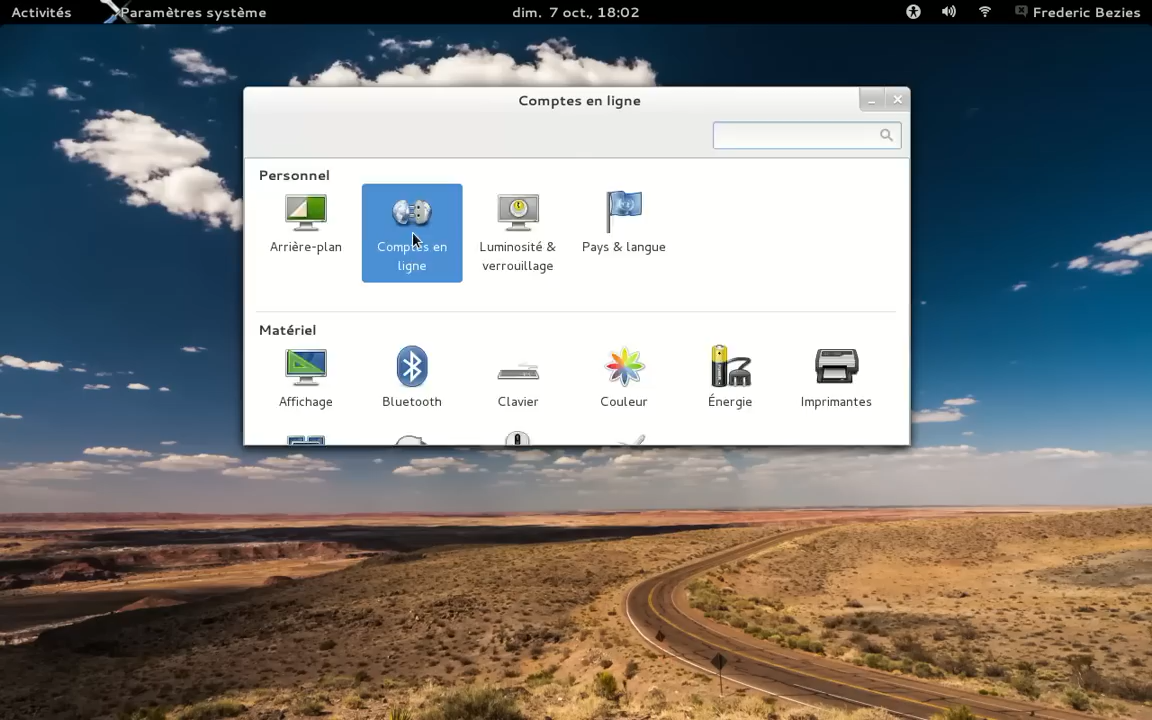 Activités Paramètres système dim. 7 oct., 18:02 Frederic Bezies
Comptes en ligne
Personnel
Arrière-plan Comptes en ligne Luminosité & verrouillage Pays & langue
Matériel
Affichage Bluetooth Clavier Couleur Énergie Imprimantes